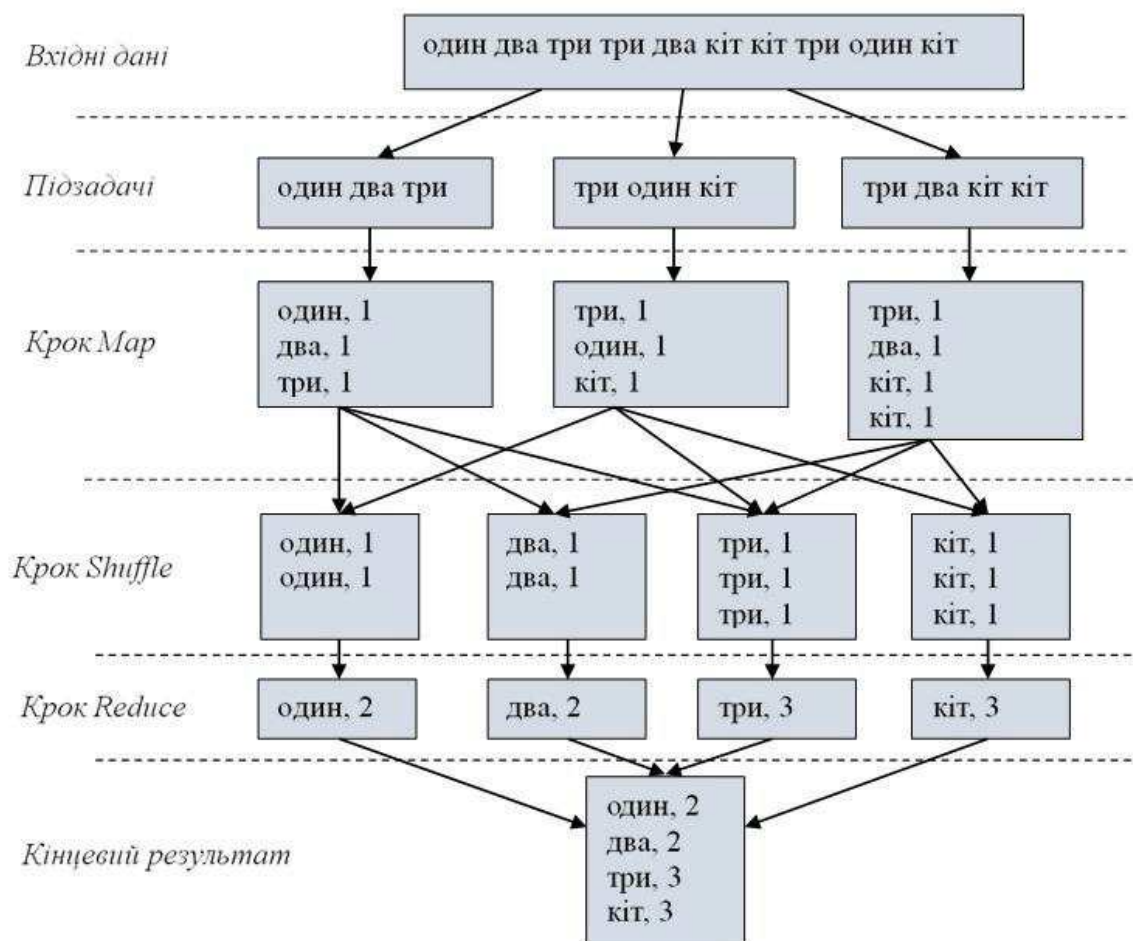 Вхідні дані
один два три три два кіт кіт три один кіт
Підзадачі
один два три
три один кіт
три два кіт кіт
Крок Map
один, 1
два, 1
три, 1
три, 1
один, 1
кіт, 1
три, 1
два, 1
кіт, 1
кіт, 1
Крок Shuffle
один, 1
один, 1
два, 1
два, 1
три, 1
три, 1
три, 1
кіт, 1
кіт, 1
кіт, 1
Крок Reduce
один, 2
два, 2
три, 3
кіт, 3
Кінцевий результат
один, 2
два, 2
три, 3
кіт, 3